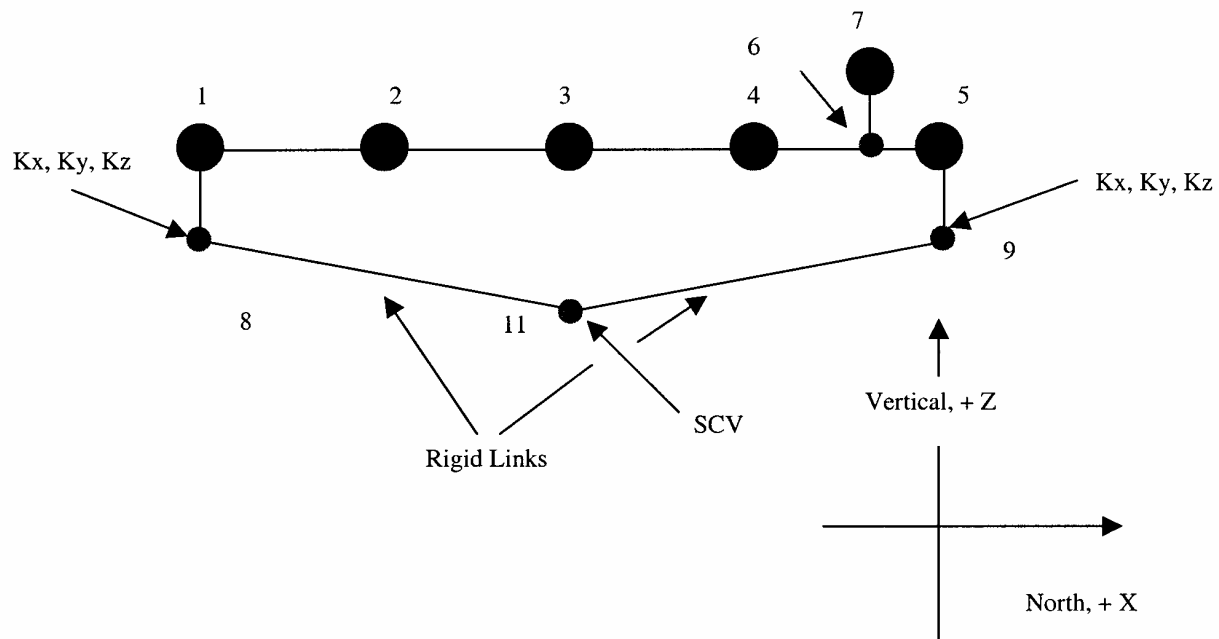 7
6
1
2
3
4
5
Kx, Ky, Kz
Kx, Ky, Kz
9
8
11
Vertical, + Z
SCV
Rigid Links
North, + X